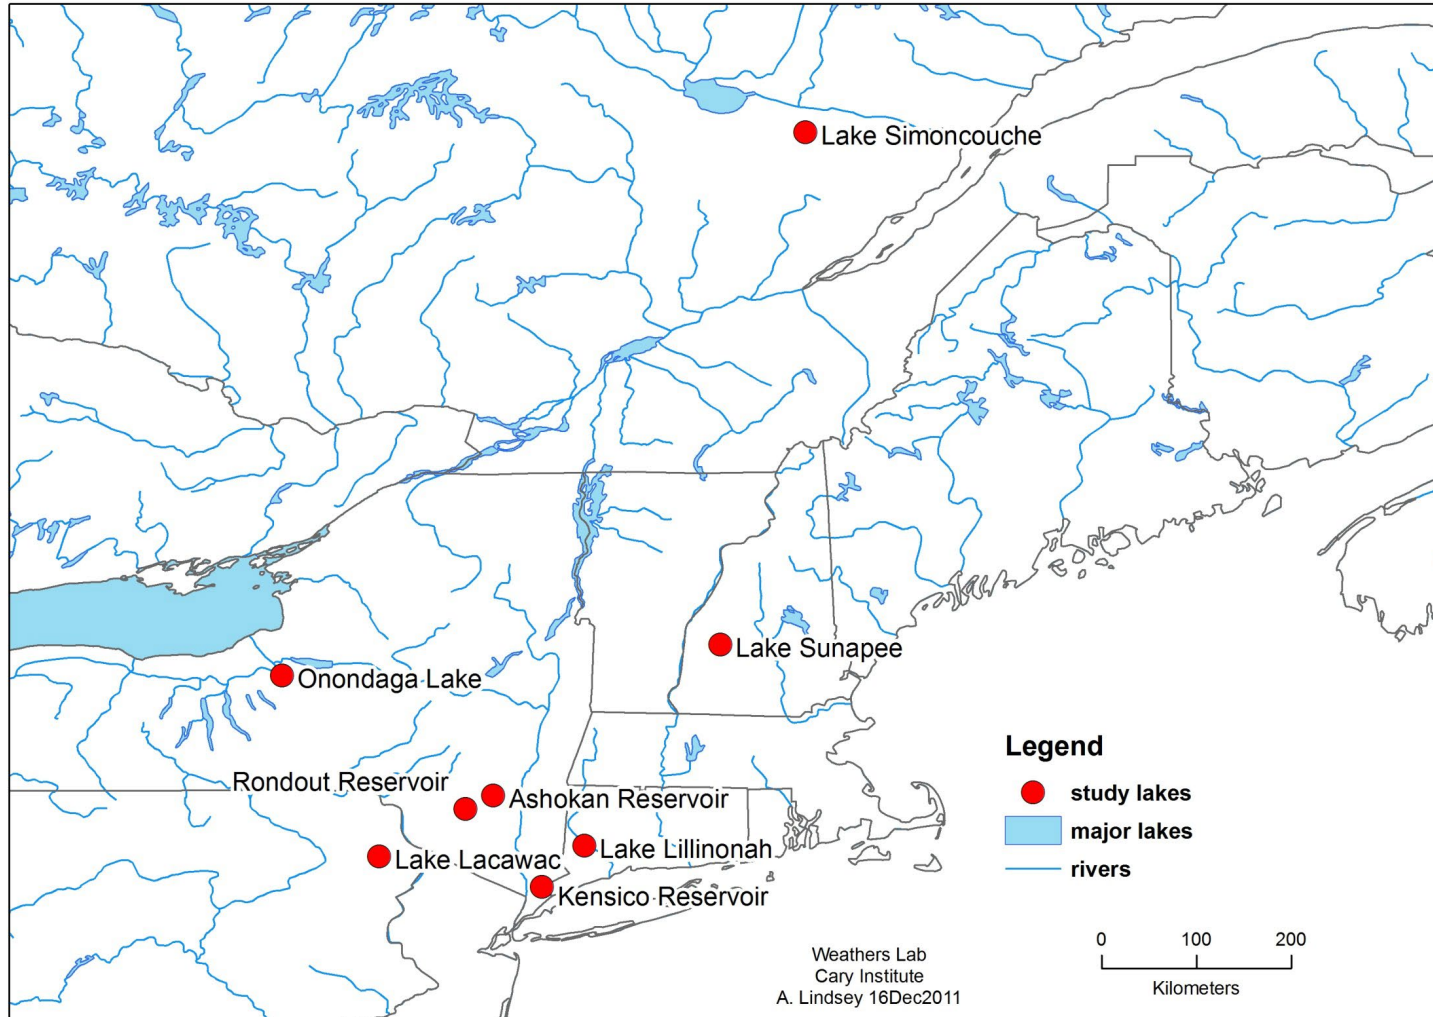 Lake Simoncouche
Lake Sunapee
Onondaga Lake
Rondout Reservoir
Ashokan Reservoir
Lake Lillinonah
Lake Lacawac
Kensico Reservoir
Legend
study lakes
major lakes
rivers
0 100 200
Kilometers
Weathers Lab
Cary Institute
A. Lindsey 16Dec2011